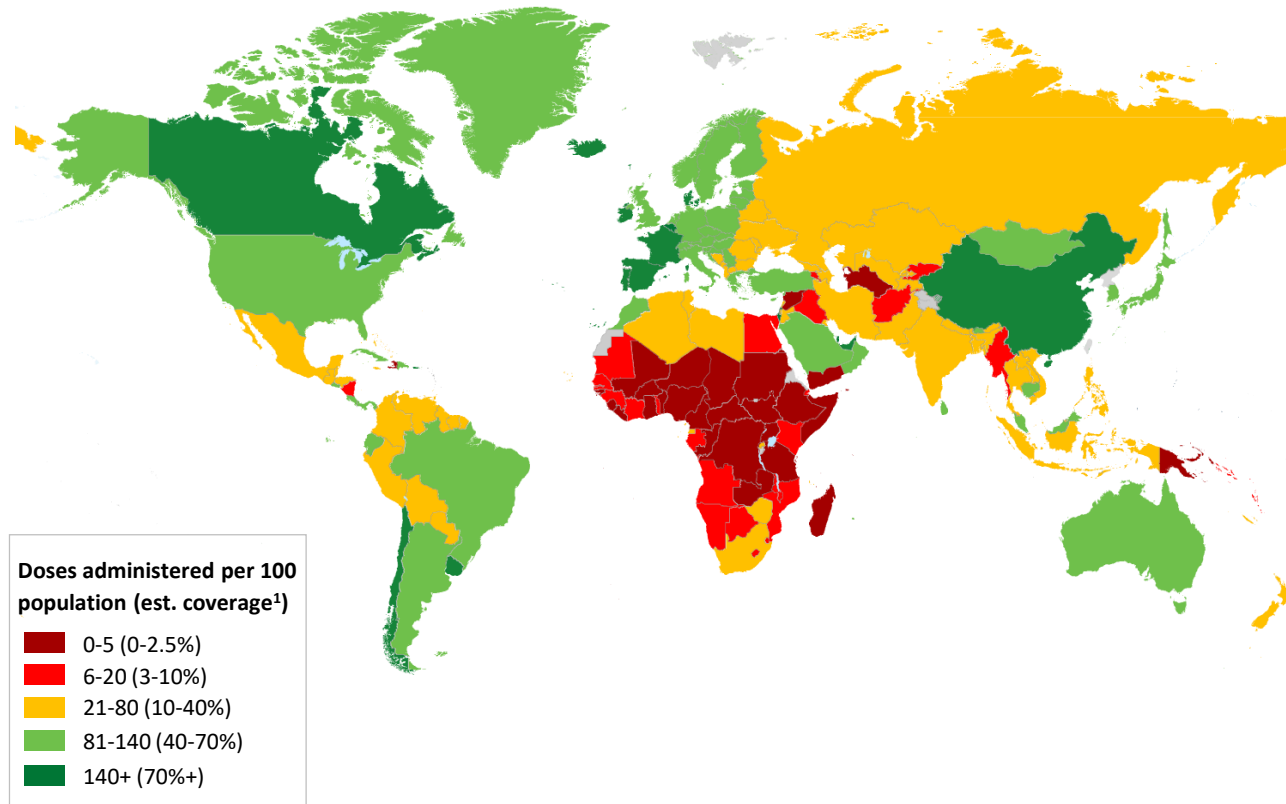 Doses administered per 100
population (est. coverage¹)
0-5 (0-2.5%)
6-20 (3-10%)
21-80 (10-40%)
81-140 (40-70%)
140+ (70%+)